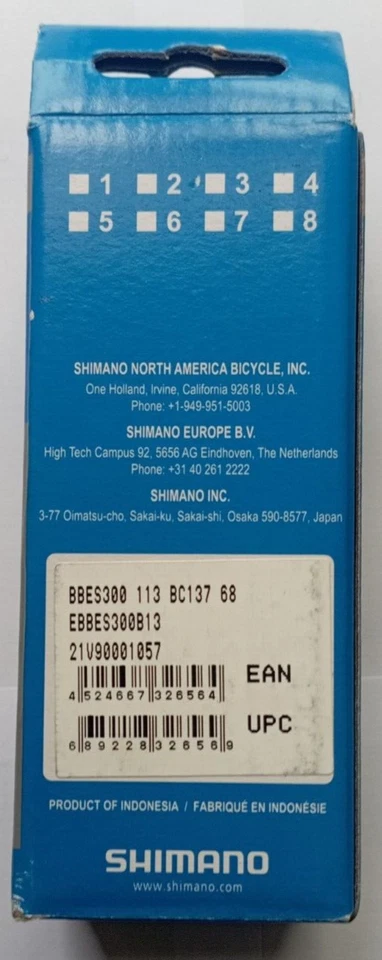 1 2 3 4
5 6 7 8
SHIMANO NORTH AMERICA BICYCLE, INC.
One Holland, Irvine, California 92618, U.S.A.
Phone: +1-949-951-5003
SHIMANO EUROPE B.V.
High Tech Campus 92, 5656 AG Eindhoven, The Netherlands
Phone: +31 40 261 2222
SHIMANO INC.
3-77 Oimatsu-cho, Sakai-ku, Sakai-shi, Osaka 590-8577, Japan
BBES300 113 BC137 68
EBBES300B13
21V90001057
EAN
4 524667 326564
UPC
6 89228 32656 9
PRODUCT OF INDONESIA / FABRIQUÉ EN INDONÉSIE
SHIMANO
www.shimano.com